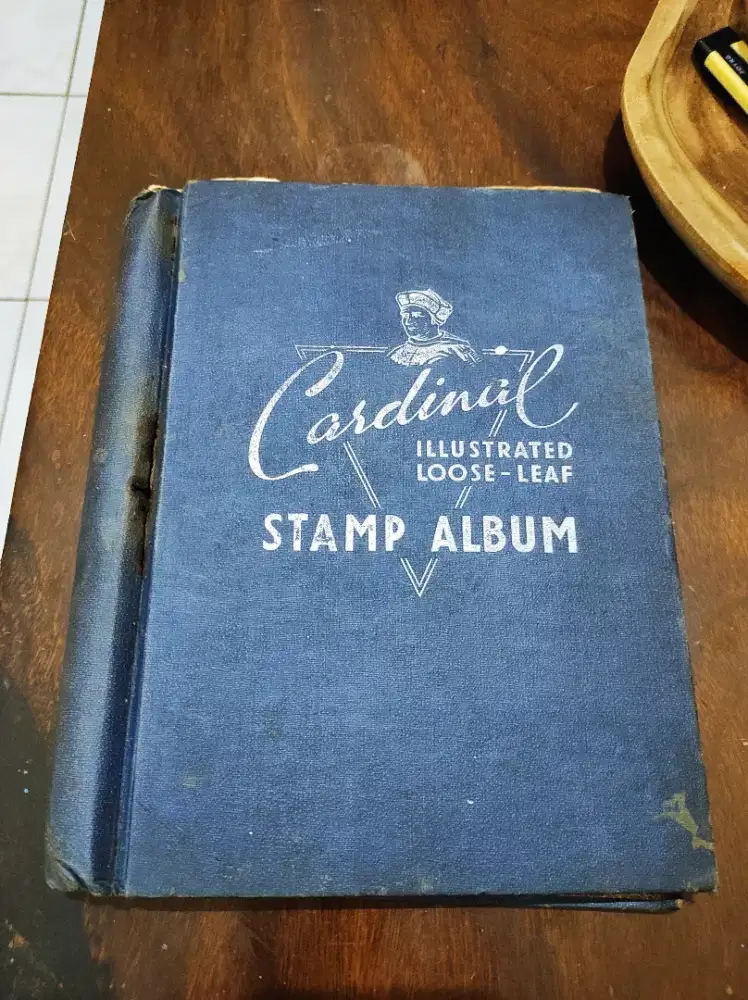 Cardinal
ILLUSTRATED
LOOSE-LEAF
STAMP ALBUM